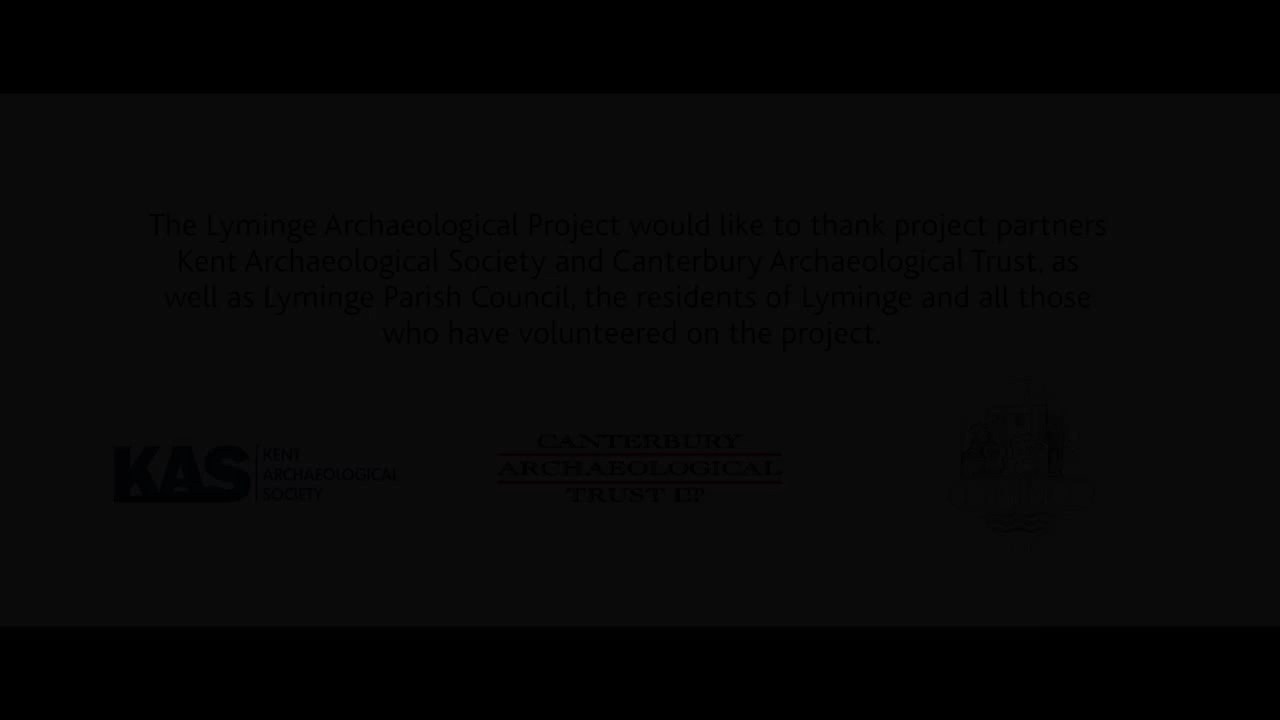 The Lyminge Archaeological Project would like to thank project partners
Kent Archaeological Society and Canterbury Archaeological Trust, as
well as Lyminge Parish Council, the residents of Lyminge and all those
who have volunteered on the project.
KAS
KENT
ARCHAEOLOGICAL
SOCIETY
CANTERBURY
ARCHAEOLOGICAL
TRUST LTD